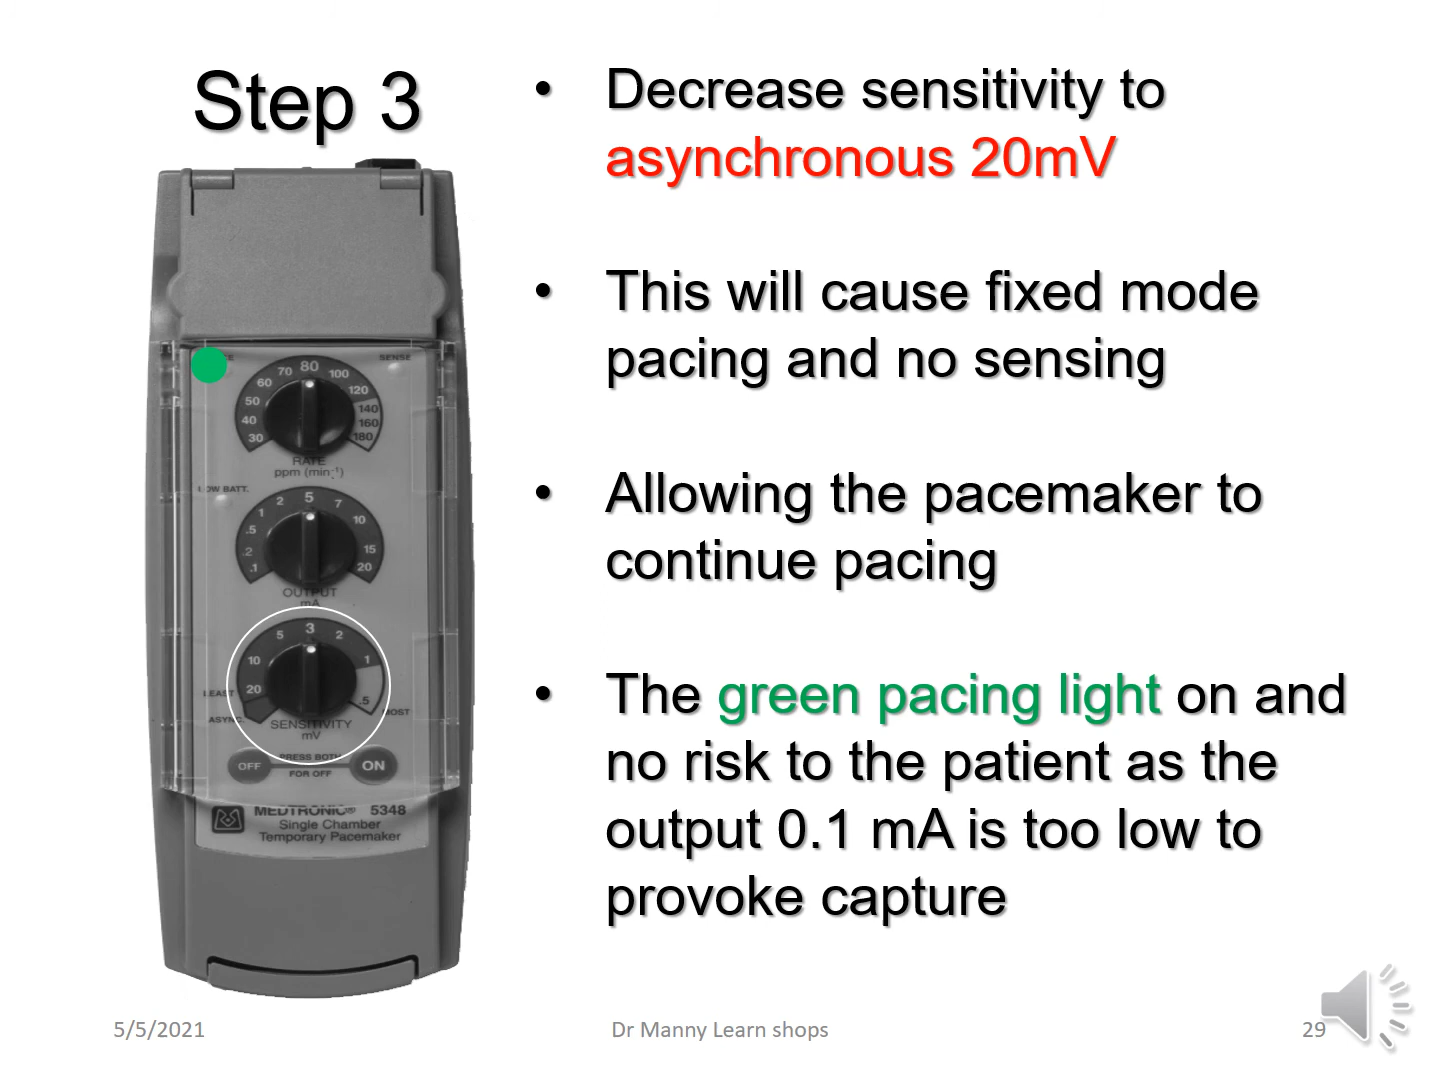 Step 3
• Decrease sensitivity to
asynchronous 20mV
• This will cause fixed mode
pacing and no sensing
• Allowing the pacemaker to
continue pacing
• The green pacing light on and
no risk to the patient as the
output 0.1 mA is too low to
provoke capture
SENSE
30 40 50 60 70 80 100 120 140 160 180
RATE
ppm (min⁻¹)
LOW BATT.
.1 .2 .5 1 2 5 7 10 15 20
OUTPUT
mA
20 10 5 3 2 1 .5
LEAST
ASYNC.
MOST
SENSITIVITY
mV
PRESS BOTH
OFF ON
FOR OFF
MEDTRONIC® 5348
Single Chamber
Temporary Pacemaker
5/5/2021
Dr Manny Learn shops
29